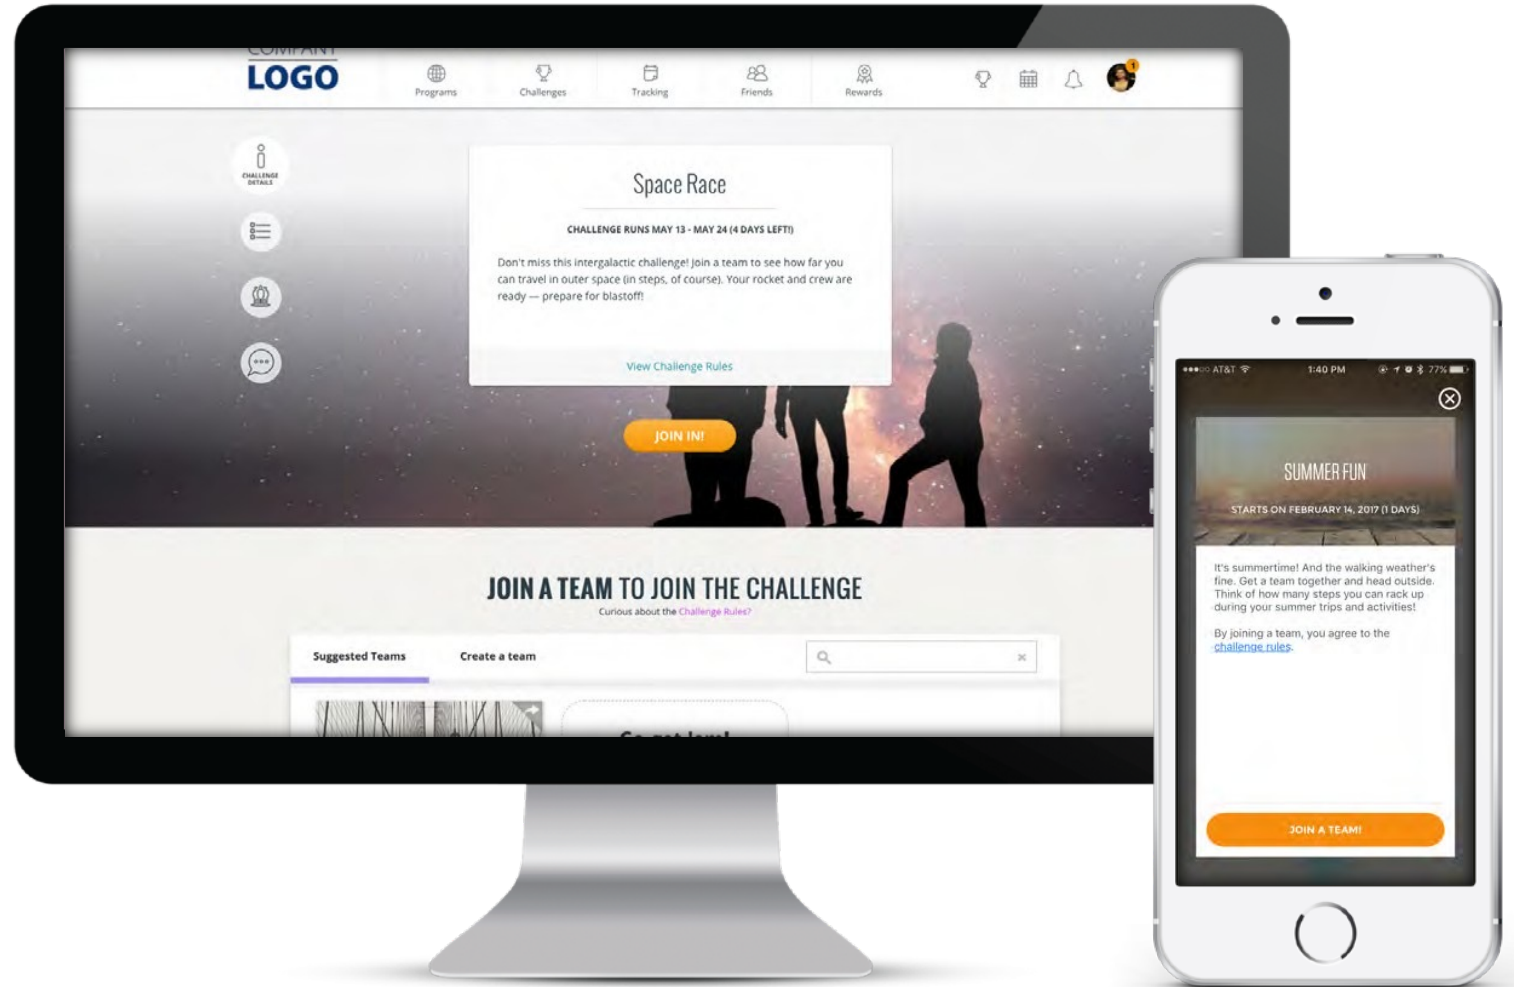 COMPANY
LOGO
Programs
Challenges
Tracking
Friends
Rewards
1
CHALLENGE
DETAILS
Space Race
CHALLENGE RUNS MAY 13 - MAY 24 (4 DAYS LEFT!)
Don't miss this intergalactic challenge! Join a team to see how far you
can travel in outer space (in steps, of course). Your rocket and crew are
ready — prepare for blastoff!
View Challenge Rules
JOIN IN!
JOIN A TEAM TO JOIN THE CHALLENGE
Curious about the Challenge Rules?
Suggested Teams
Create a team
AT&T
1:40 PM
77%
SUMMER FUN
STARTS ON FEBRUARY 14, 2017 (1 DAYS)
It's summertime! And the walking weather's
fine. Get a team together and head outside.
Think of how many steps you can rack up
during your summer trips and activities!
By joining a team, you agree to the
challenge rules.
JOIN A TEAM!